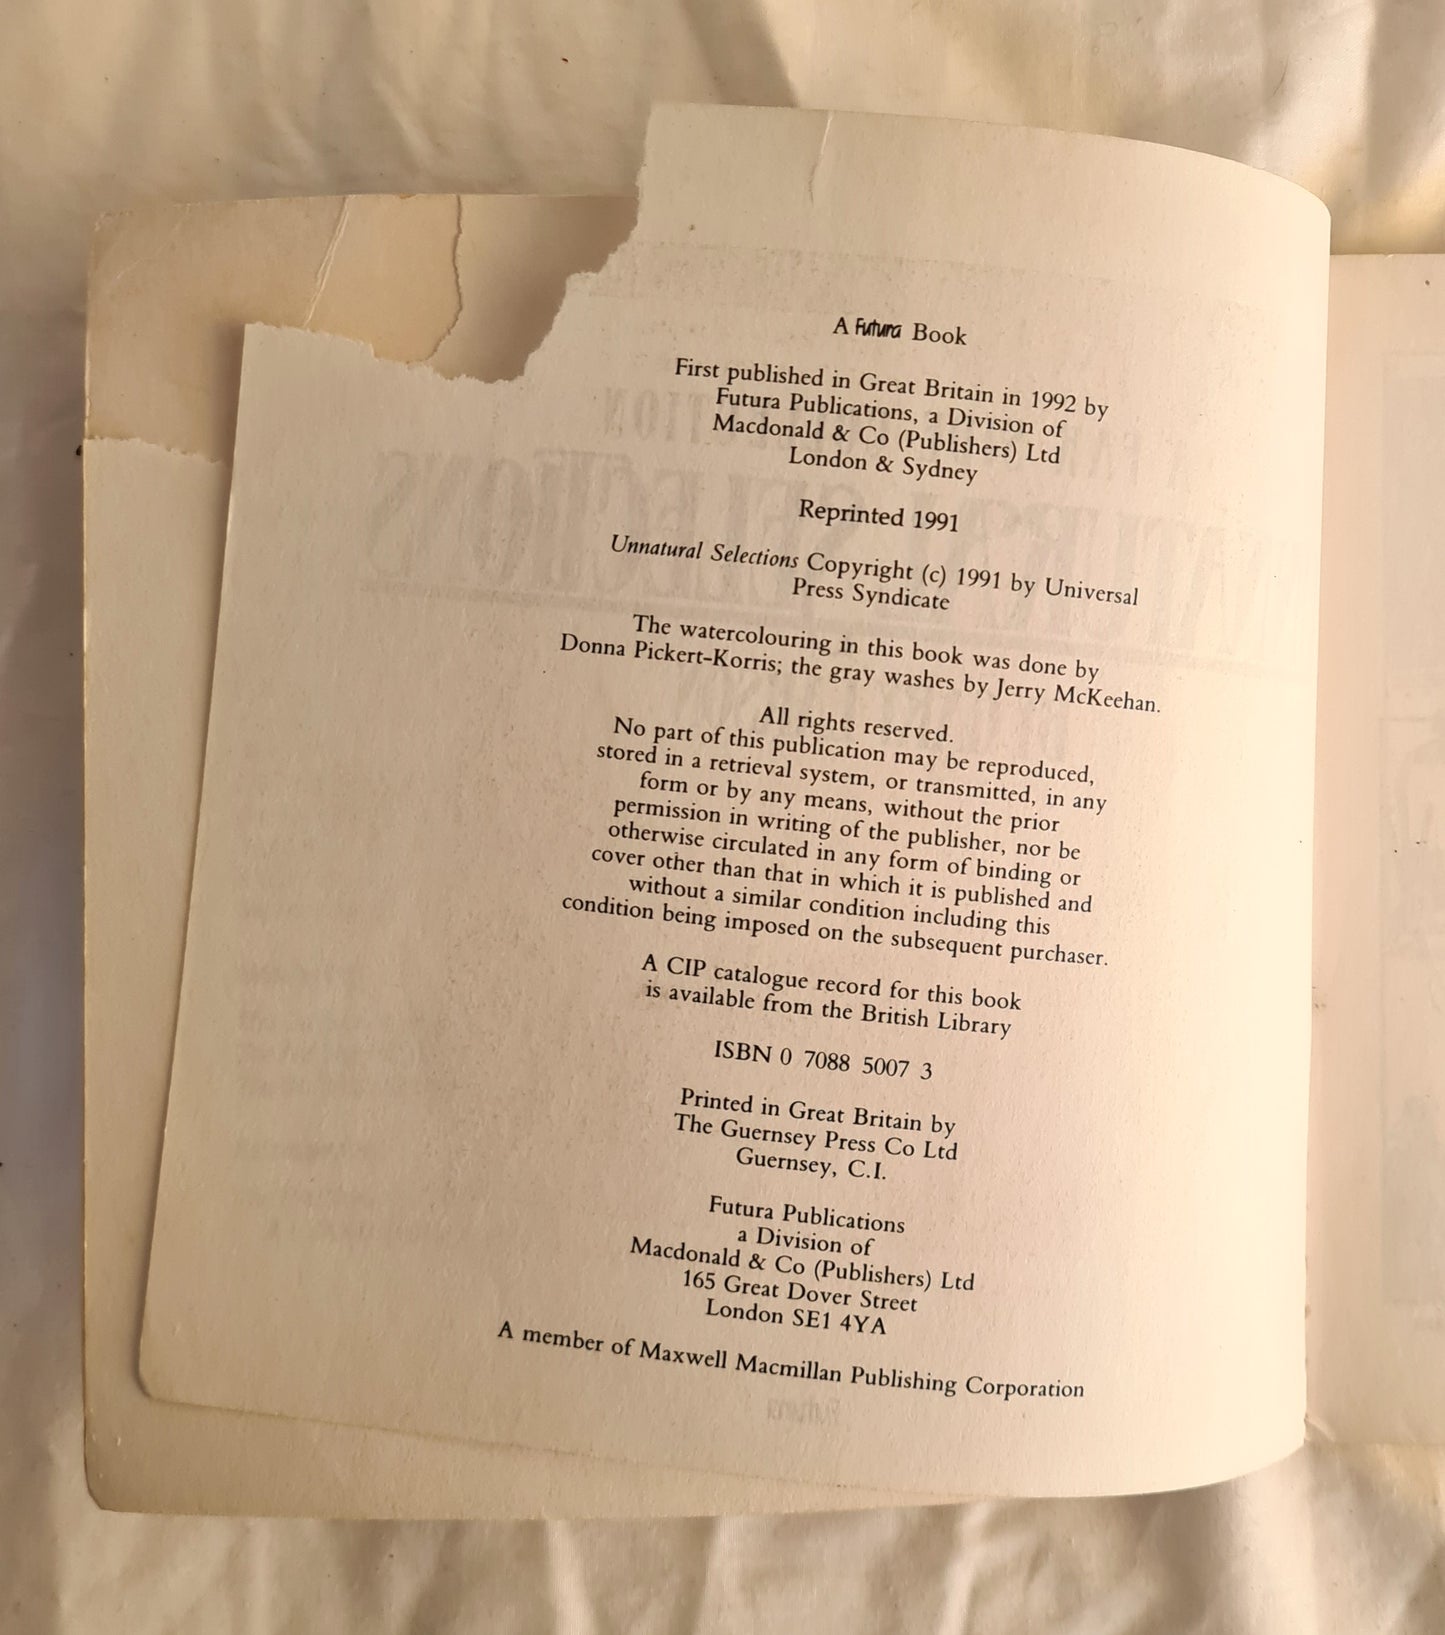 A Futura Book
First published in Great Britain in 1992 by
Futura Publications, a Division of
Macdonald & Co (Publishers) Ltd
London & Sydney
Reprinted 1991
Unnatural Selections Copyright (c) 1991 by Universal
Press Syndicate
The watercolouring in this book was done by
Donna Pickert-Korris; the gray washes by Jerry McKeehan.
All rights reserved.
No part of this publication may be reproduced,
stored in a retrieval system, or transmitted, in any
form or by any means, without the prior
permission in writing of the publisher, nor be
otherwise circulated in any form of binding or
cover other than that in which it is published and
without a similar condition including this
condition being imposed on the subsequent purchaser.
A CIP catalogue record for this book
is available from the British Library
ISBN 0 7088 5007 3
Printed in Great Britain by
The Guernsey Press Co Ltd
Guernsey, C.I.
Futura Publications
a Division of
Macdonald & Co (Publishers) Ltd
165 Great Dover Street
London SE1 4YA
A member of Maxwell Macmillan Publishing Corporation